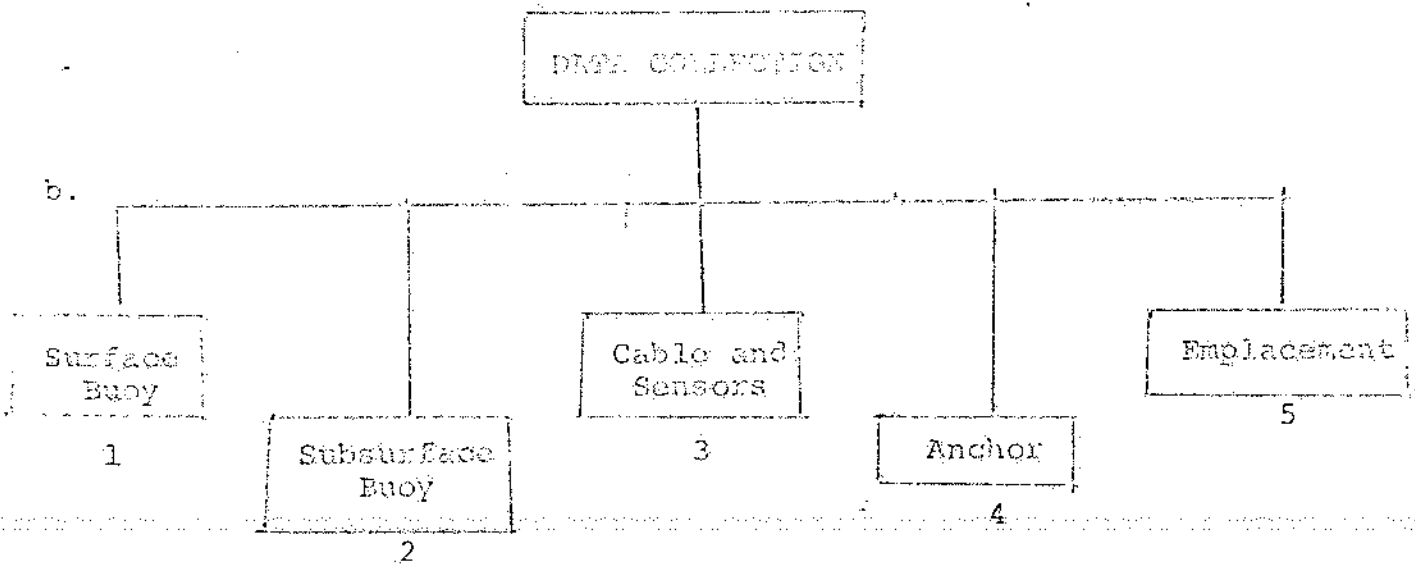 DATA COLLECTION
b.
Surface
Buoy
1
Subsurface
Buoy
2
Cable and
Sensors
3
Anchor
4
Emplacement
5